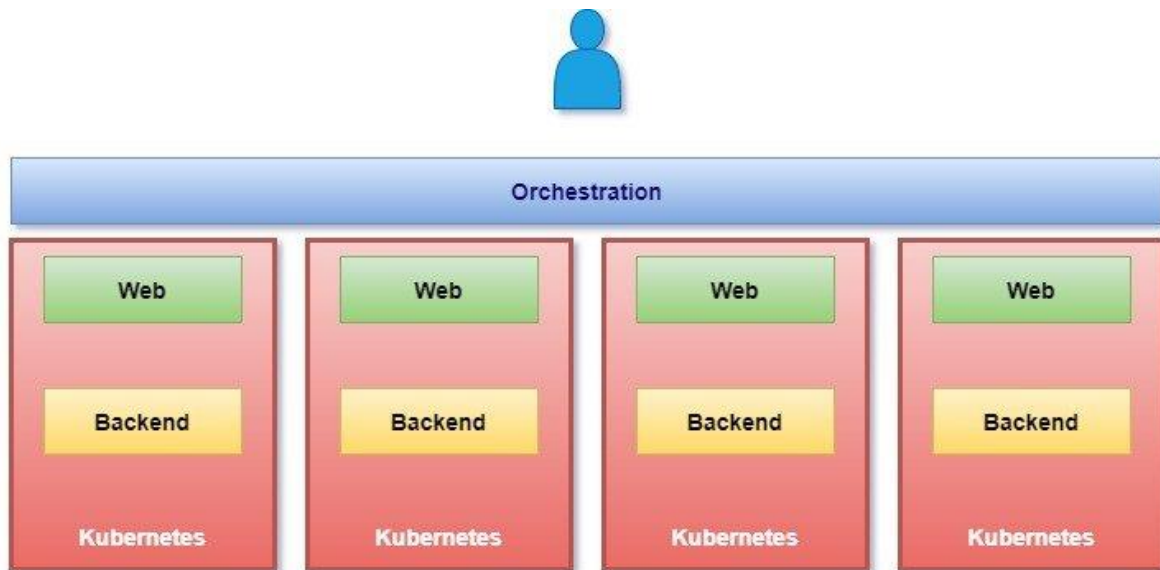 Orchestration
Web
Web
Web
Web
Backend
Backend
Backend
Backend
Kubernetes
Kubernetes
Kubernetes
Kubernetes